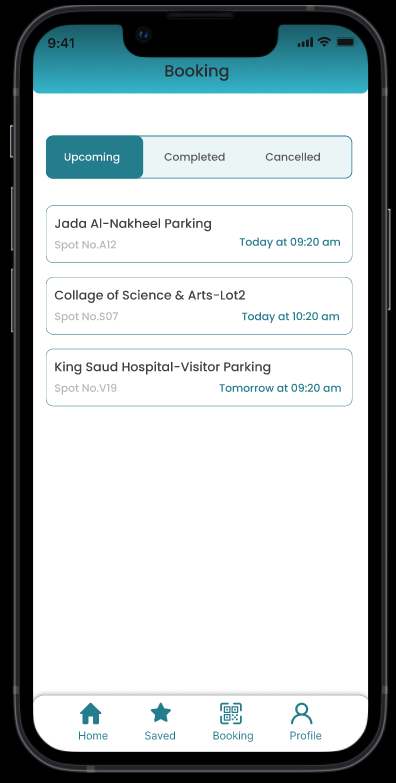 9:41
Booking
Upcoming Completed Cancelled
Jada Al-Nakheel Parking
Spot No.A12 Today at 09:20 am
Collage of Science & Arts-Lot2
Spot No.S07 Today at 10:20 am
King Saud Hospital-Visitor Parking
Spot No.V19 Tomorrow at 09:20 am
Home Saved Booking Profile